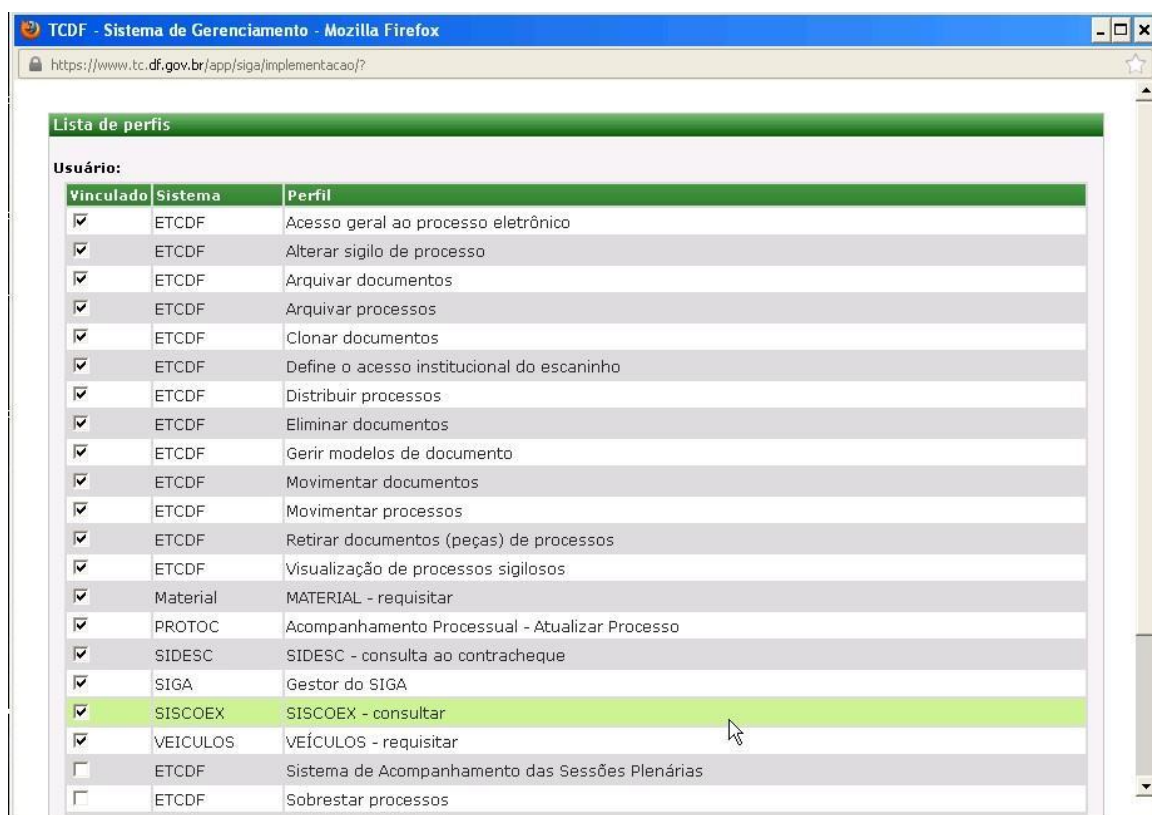 TCDF - Sistema de Gerenciamento - Mozilla Firefox
https://www.tc.df.gov.br/app/siga/implementacao/?
Lista de perfis
Usuário:
Vinculado Sistema Perfil
ETCDF Acesso geral ao processo eletrônico
ETCDF Alterar sigilo de processo
ETCDF Arquivar documentos
ETCDF Arquivar processos
ETCDF Clonar documentos
ETCDF Define o acesso institucional do escaninho
ETCDF Distribuir processos
ETCDF Eliminar documentos
ETCDF Gerir modelos de documento
ETCDF Movimentar documentos
ETCDF Movimentar processos
ETCDF Retirar documentos (peças) de processos
ETCDF Visualização de processos sigilosos
Material MATERIAL - requisitar
PROTOC Acompanhamento Processual - Atualizar Processo
SIDESC SIDESC - consulta ao contracheque
SIGA Gestor do SIGA
SISCOEX SISCOEX - consultar
VEICULOS VEÍCULOS - requisitar
ETCDF Sistema de Acompanhamento das Sessões Plenárias
ETCDF Sobrestar processos